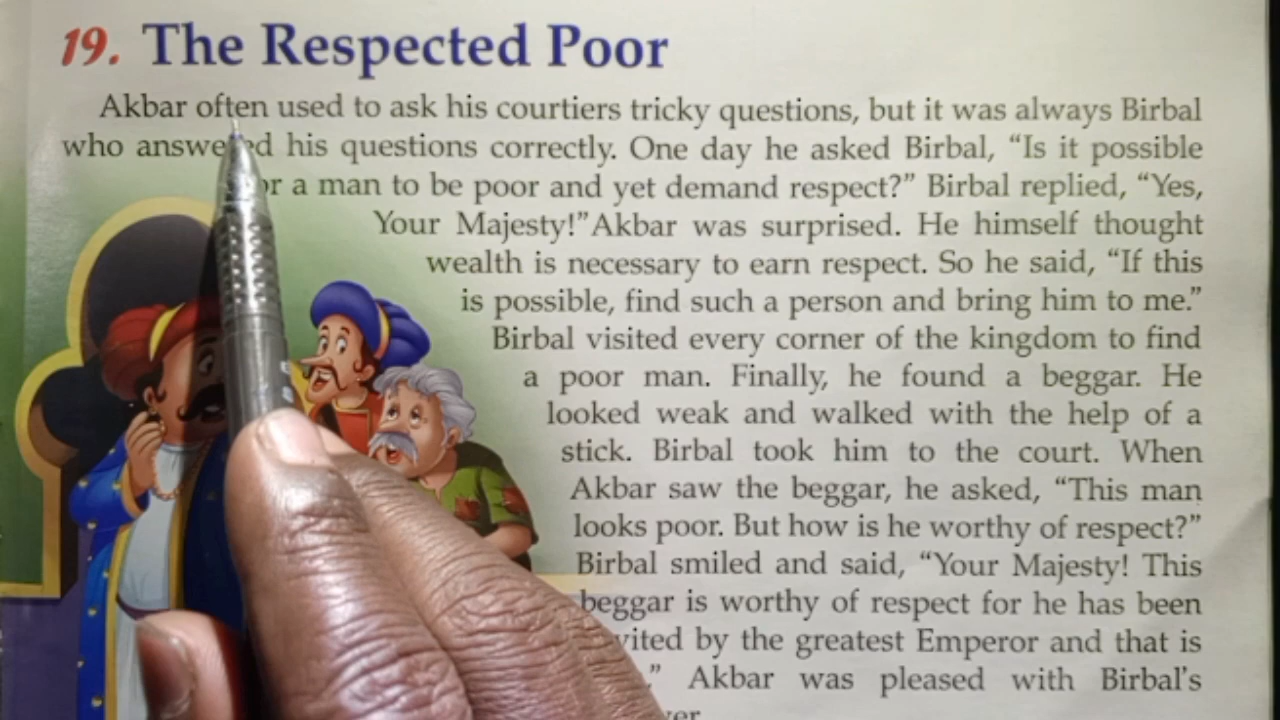 19. The Respected Poor
Akbar often used to ask his courtiers tricky questions, but it was always Birbal
who answered his questions correctly. One day he asked Birbal, “Is it possible
a man to be poor and yet demand respect?” Birbal replied, “Yes,
Your Majesty!”Akbar was surprised. He himself thought
wealth is necessary to earn respect. So he said, “If this
is possible, find such a person and bring him to me.”
Birbal visited every corner of the kingdom to find
a poor man. Finally, he found a beggar. He
looked weak and walked with the help of a
stick. Birbal took him to the court. When
Akbar saw the beggar, he asked, “This man
looks poor. But how is he worthy of respect?”
Birbal smiled and said, “Your Majesty! This
beggar is worthy of respect for he has been
by the greatest Emperor and that is
” Akbar was pleased with Birbal’s